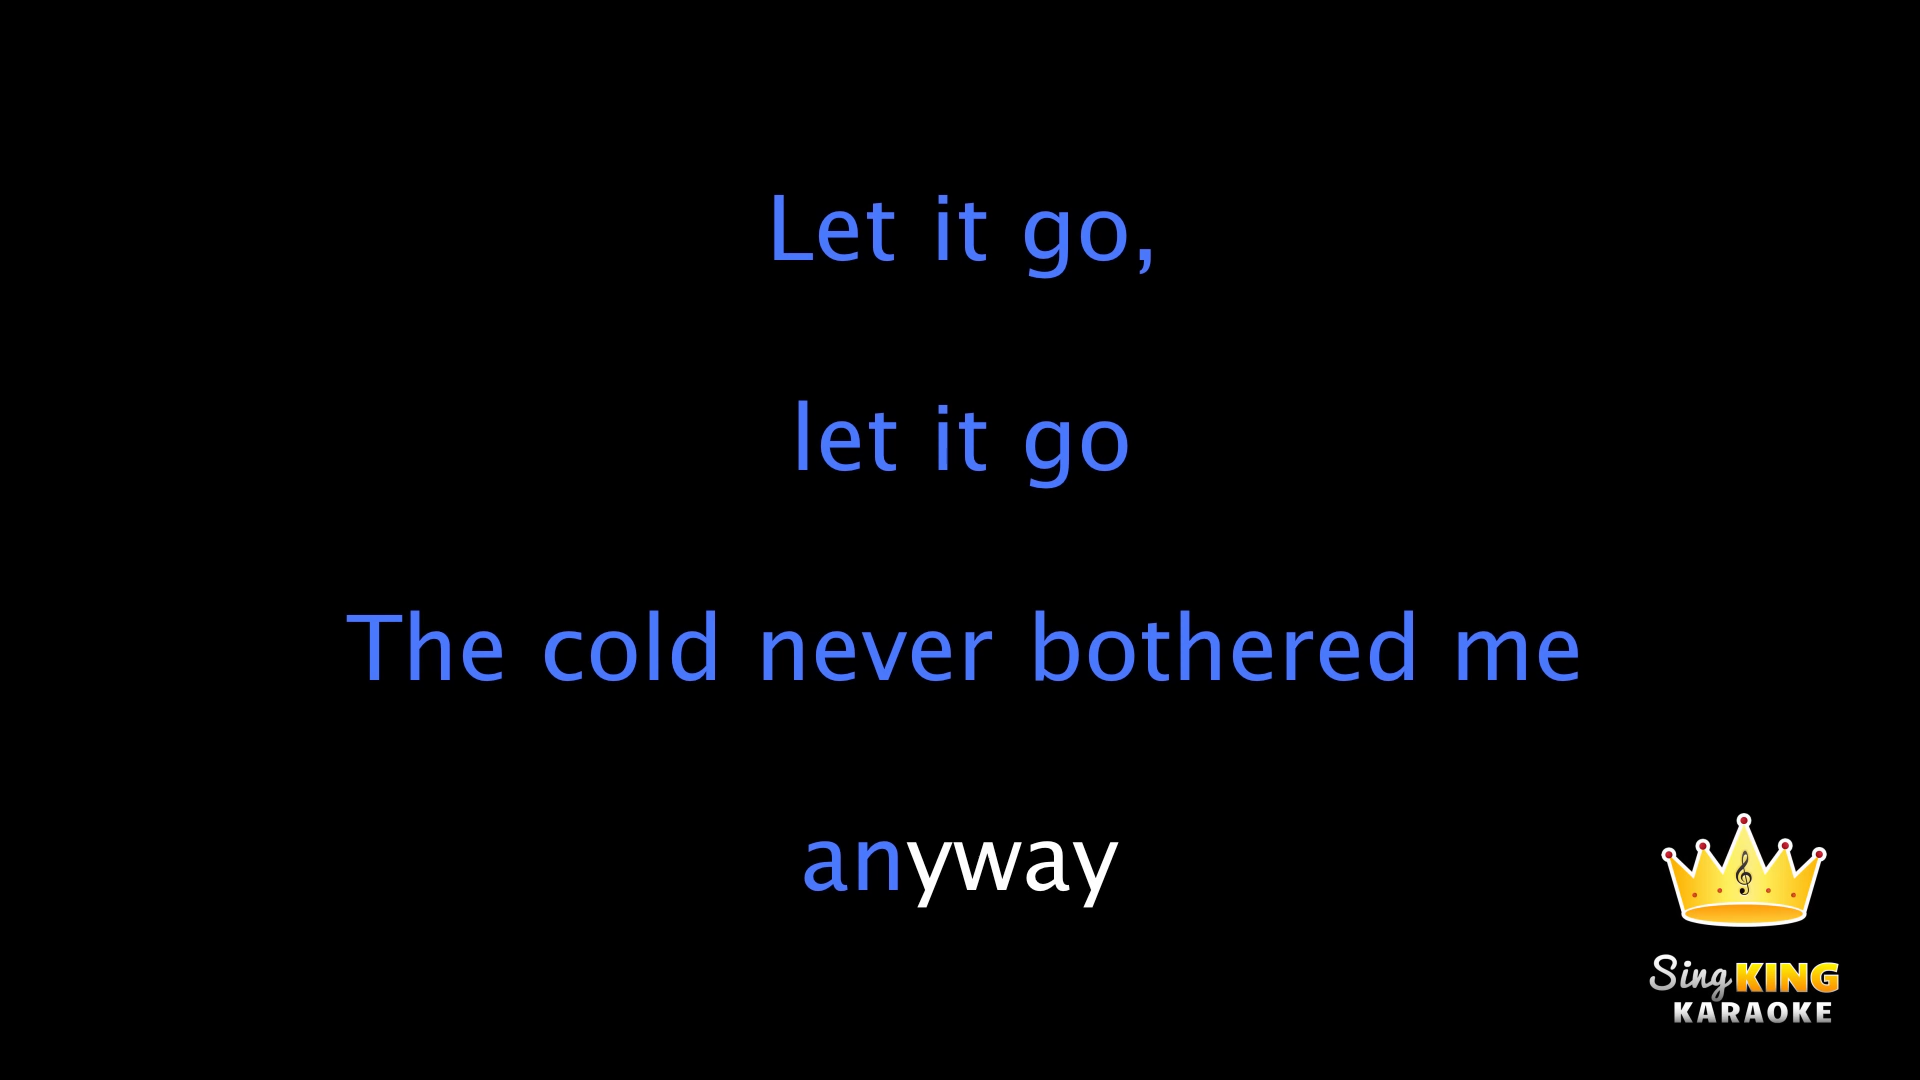 Let it go,
let it go
The cold never bothered me
anyway
Sing KING
KARAOKE